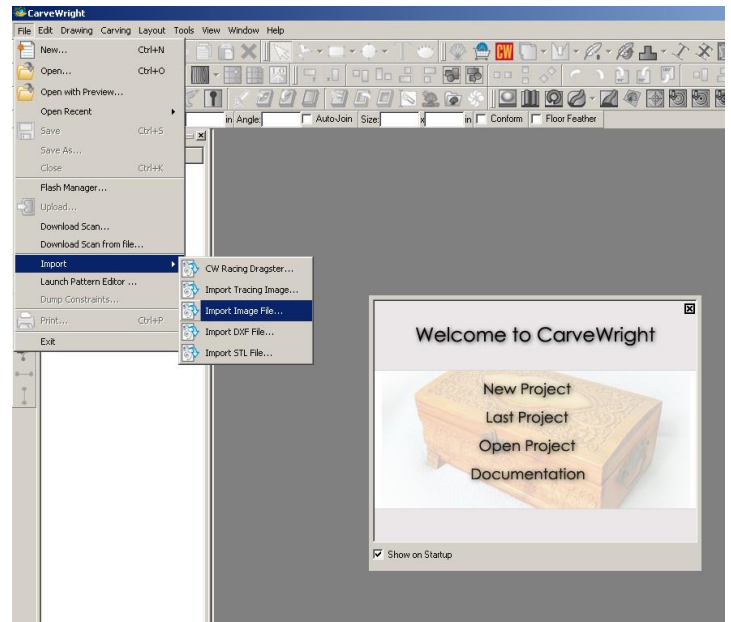 CarveWright
File Edit Drawing Carving Layout Tools View Window Help
New... Ctrl+N
Open... Ctrl+O
Open with Preview...
Open Recent
Save Ctrl+S
Save As...
Close Ctrl+K
Flash Manager...
Upload...
Download Scan...
Download Scan from file...
Import
Launch Pattern Editor ...
Dump Constraints...
Print... Ctrl+P
Exit
CW
in Angle: Auto-Join Size: x in Conform Floor Feather
CW Racing Dragster...
Import Tracing Image...
Import Image File...
Import DXF File...
Import STL File...
Welcome to CarveWright
New Project
Last Project
Open Project
Documentation
Show on Startup